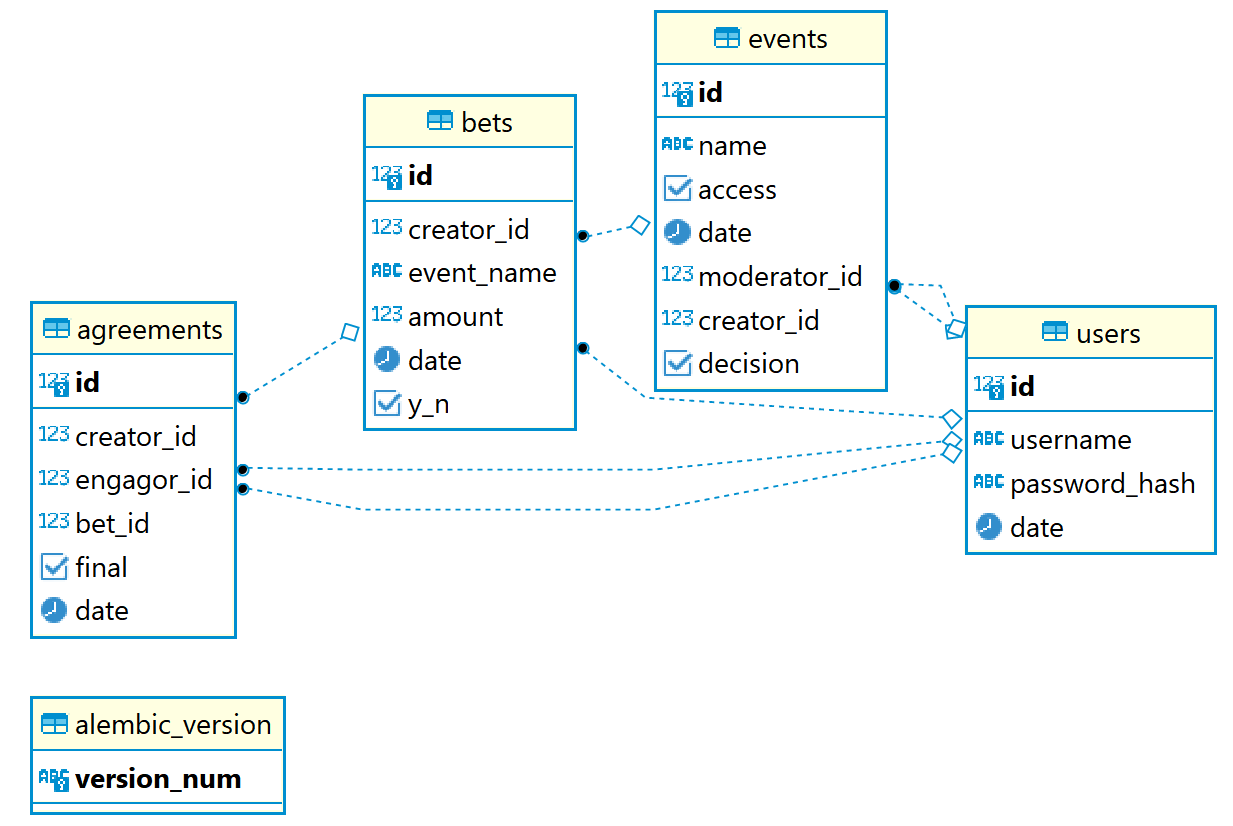 events
123 id
ABC name
access
date
123 moderator_id
123 creator_id
decision
bets
123 id
123 creator_id
ABC event_name
123 amount
date
y_n
agreements
123 id
123 creator_id
123 engagor_id
123 bet_id
final
date
users
123 id
ABC username
ABC password_hash
date
alembic_version
ABC version_num